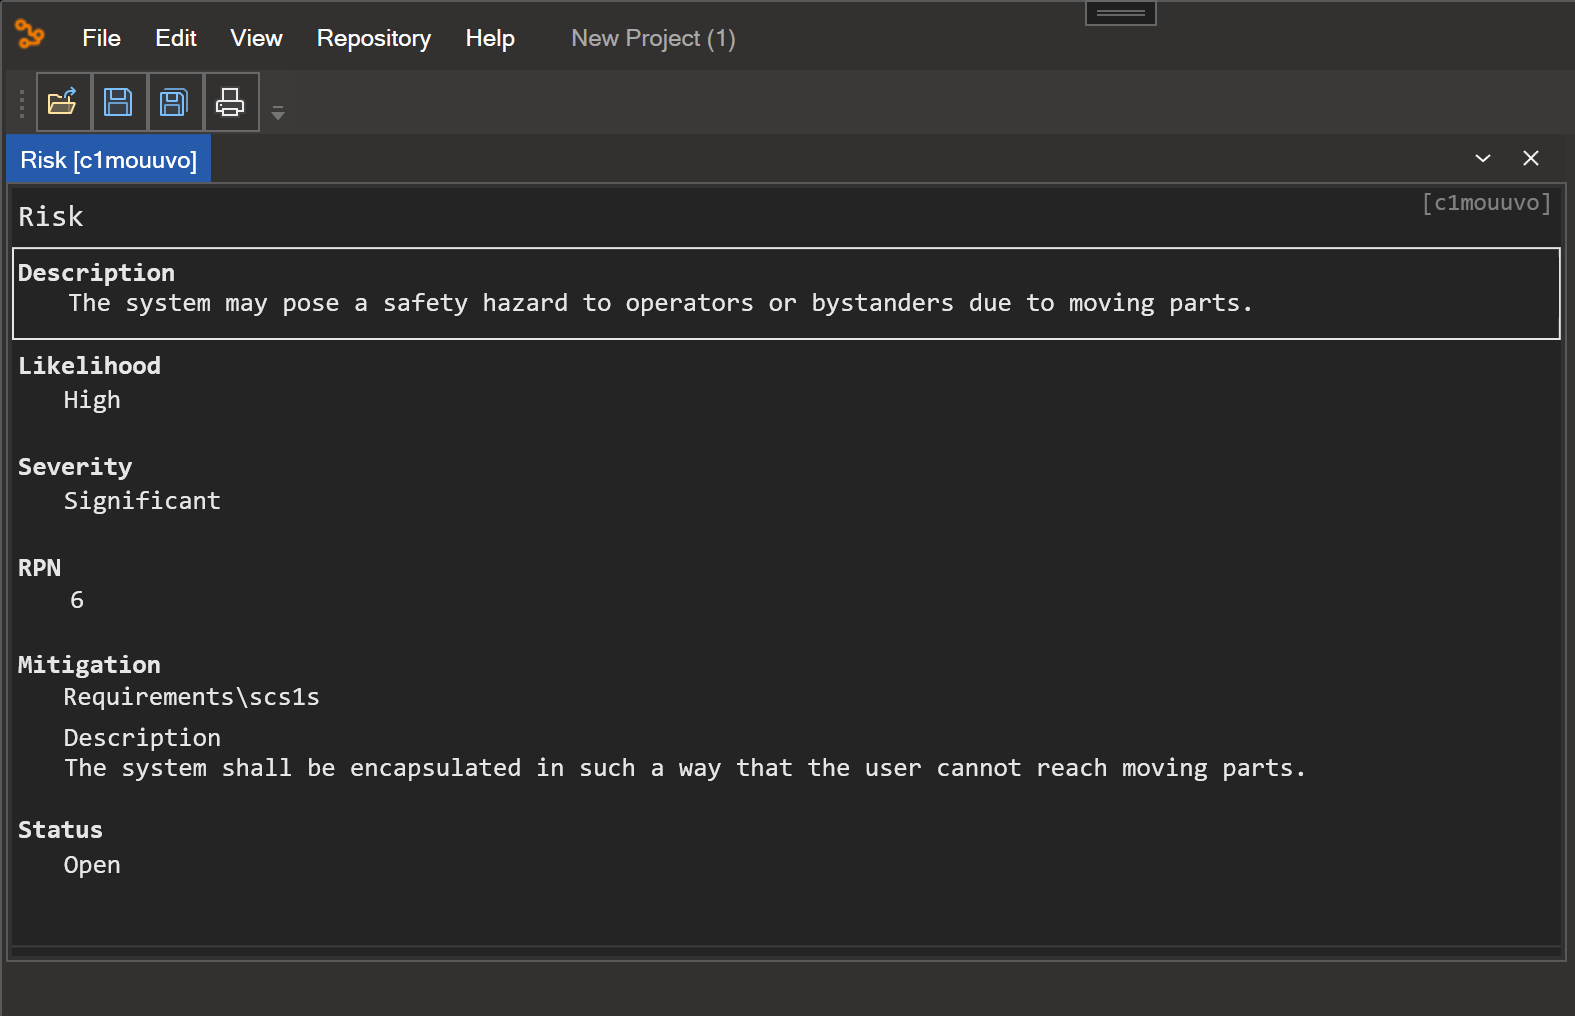 File Edit View Repository Help New Project (1)
Risk [c1mouuvo]
Risk [c1mouuvo]
Description
The system may pose a safety hazard to operators or bystanders due to moving parts.
Likelihood
High
Severity
Significant
RPN
6
Mitigation
Requirements\scs1s
Description
The system shall be encapsulated in such a way that the user cannot reach moving parts.
Status
Open